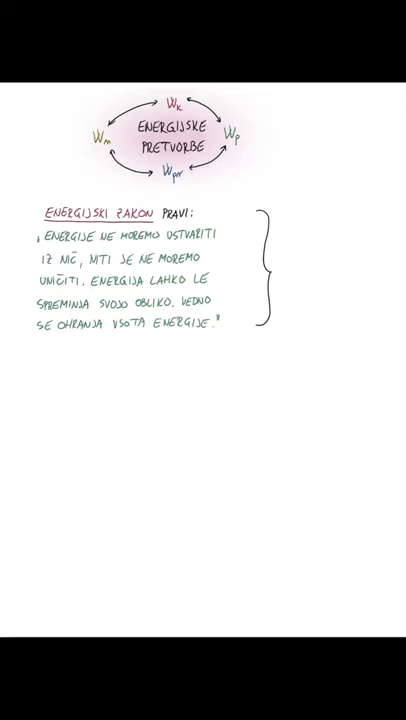 Wk
ENERGIJSKE
Wn
Wp
PRETVORBE
Wpr
ENERGIJSKI ZAKON PRAVI:
„ENERGIJE NE MOREMO USTVARITI
IZ NIČ, NITI JE NE MOREMO
UNIČITI. ENERGIJA LAHKO LE
SPREMINJA SVOJO OBLIKO. VEDNO
SE OHRANJA VSOTA ENERGIJE."